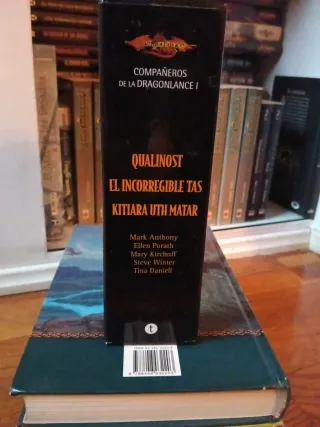 COMPAÑEROS
DE LA DRAGONLANCE I
QUALINOST
EL INCORREGIBLE TAS
KITIARA UTH MATAR
Mark Anthony
Ellen Porath
Mary Kirchoff
Steve Winter
Tina Daniell
t